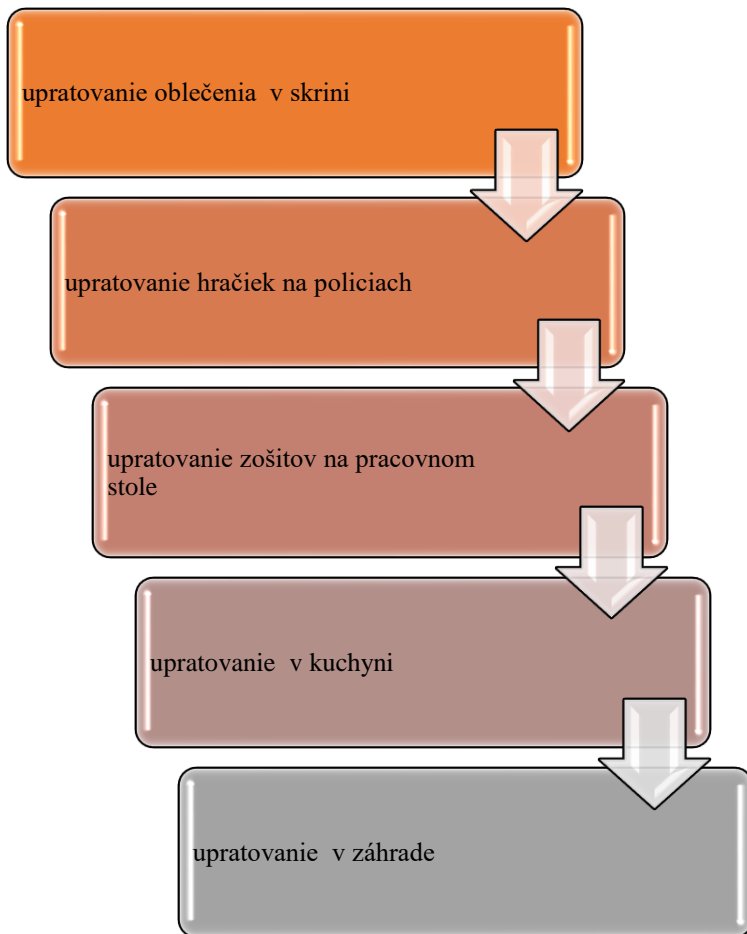 upratovanie oblečenia  v skrini
upratovanie hračiek na policiach
upratovanie zošitov na pracovnom
stole
upratovanie  v kuchyni
upratovanie  v záhrade